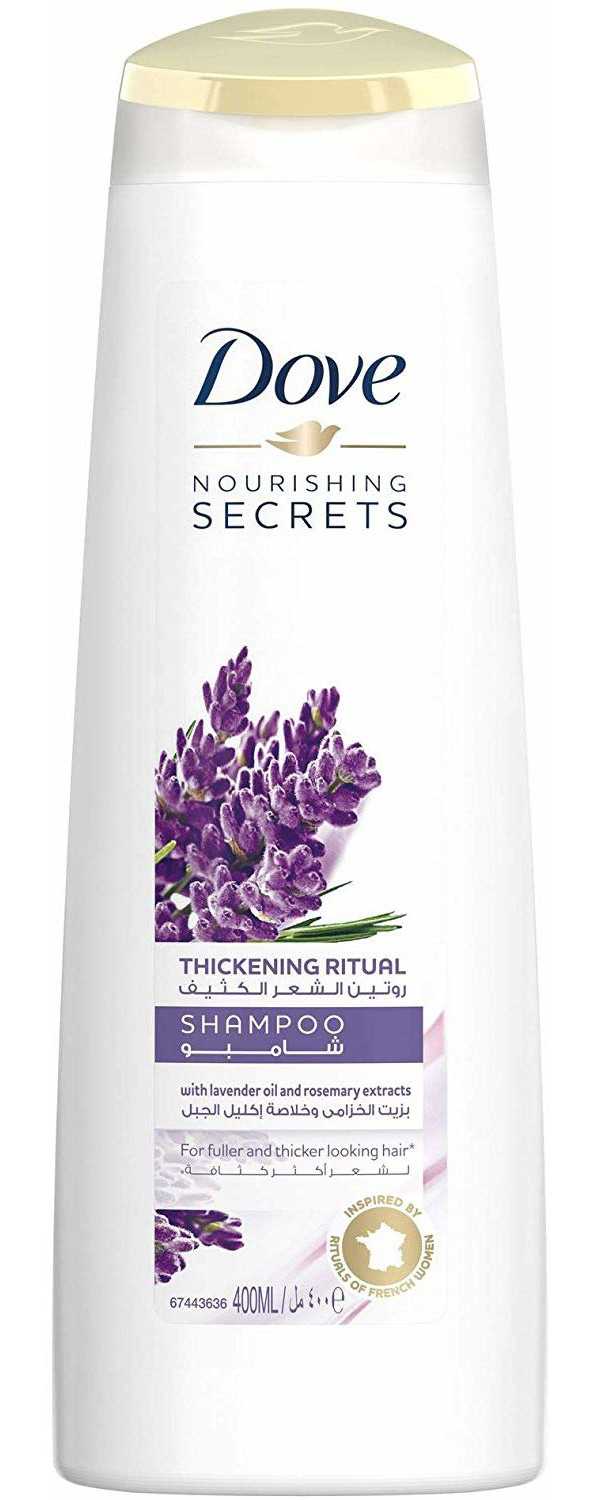 Dove
NOURISHING
SECRETS
THICKENING RITUAL
روتين الشعر الكثيف
SHAMPOO
شامبو
with lavender oil and rosemary extracts
بزيت الخزامى وخلاصة إكليل الجبل
For fuller and thicker looking hair*
لشعر أكثر كثافة*
INSPIRED BY
RITUALS OF FRENCH WOMEN
67443636 400ML / مل ٤٠٠ e